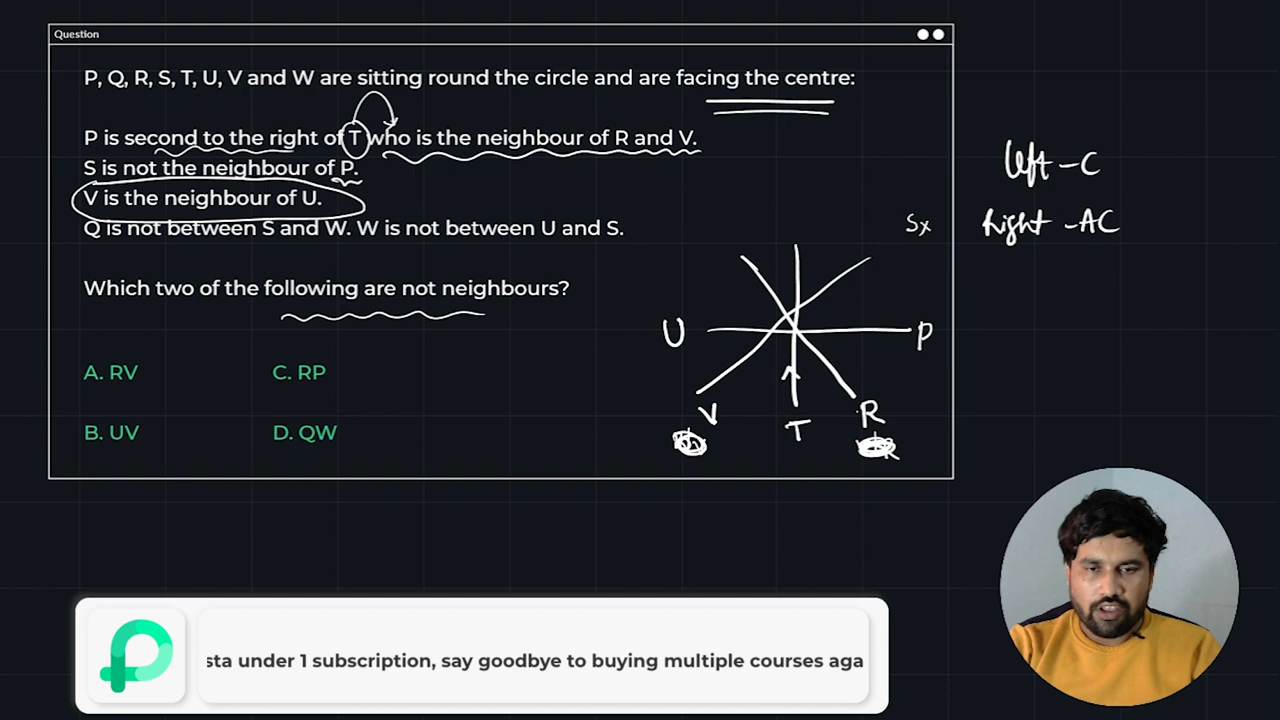 Question
P, Q, R, S, T, U, V and W are sitting round the circle and are facing the centre:
P is second to the right of T who is the neighbour of R and V.
S is not the neighbour of P.
V is the neighbour of U.
Q is not between S and W. W is not between U and S.
Which two of the following are not neighbours?
A. RV
C. RP
B. UV
D. QW
left - C
Right - AC
Sx
U
P
V
T
R
sta under 1 subscription, say goodbye to buying multiple courses aga